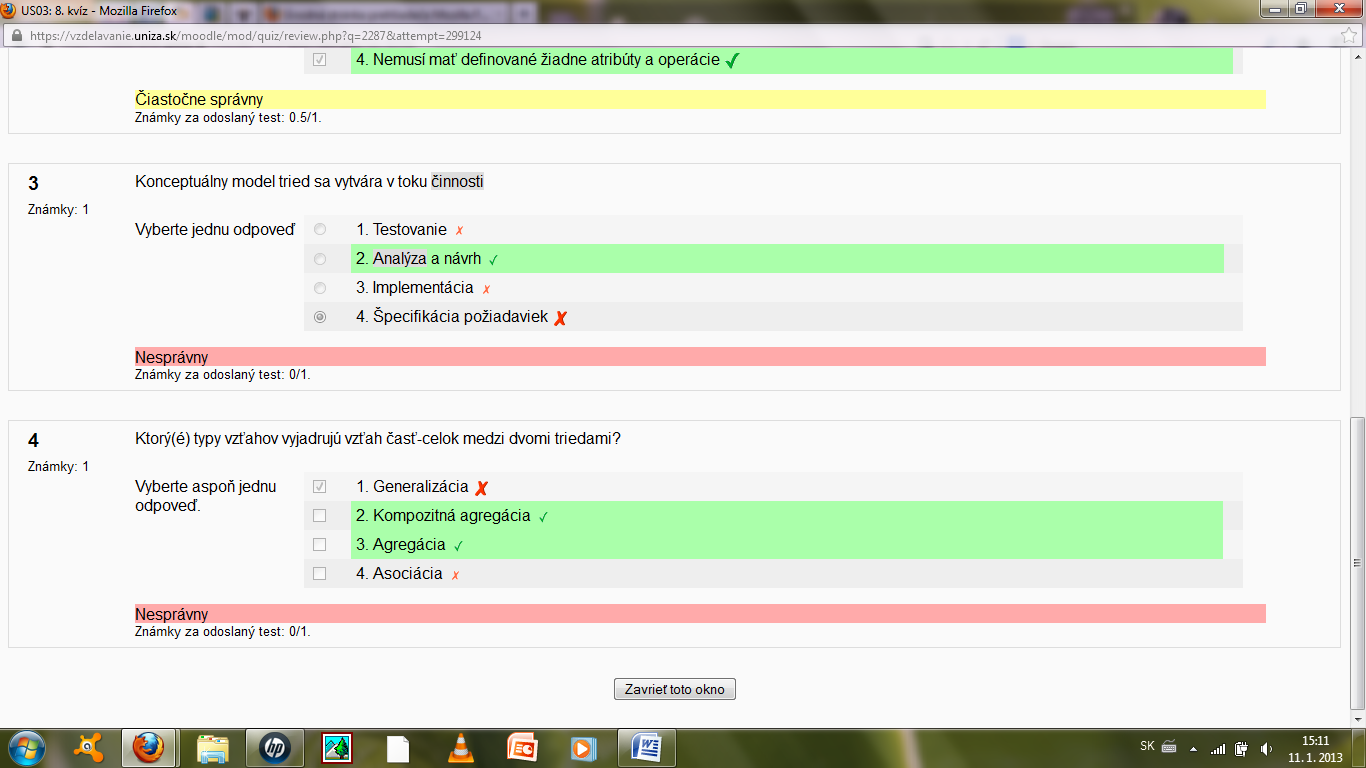 US03: 8. kvíz - Mozilla Firefox
https://vzdelavanie.uniza.sk/moodle/mod/quiz/review.php?q=2287&attempt=299124
4. Nemusí mať definované žiadne atribúty a operácie
Čiastočne správny
Známky za odoslaný test: 0.5/1.
3
Konceptuálny model tried sa vytvára v toku činnosti
Známky: 1
Vyberte jednu odpoveď
1. Testovanie
2. Analýza a návrh
3. Implementácia
4. Špecifikácia požiadaviek
Nesprávny
Známky za odoslaný test: 0/1.
4
Ktorý(é) typy vzťahov vyjadrujú vzťah časť-celok medzi dvomi triedami?
Známky: 1
Vyberte aspoň jednu
odpoveď.
1. Generalizácia
2. Kompozitná agregácia
3. Agregácia
4. Asociácia
Nesprávny
Známky za odoslaný test: 0/1.
Zavrieť toto okno
hp
SK
15:11
11. 1. 2013